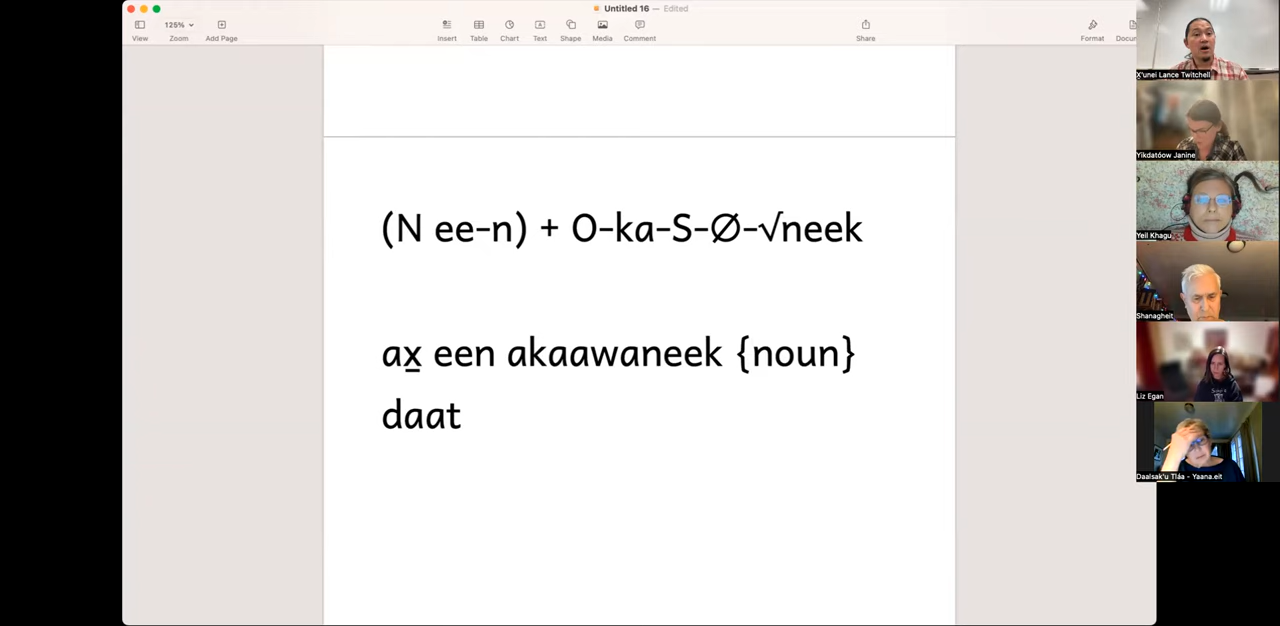 Untitled 16 — Edited
125%
View Zoom Add Page Insert Table Chart Text Shape Media Comment Share Format Docum
(N ee-n) + O-ka-S-Ø-√neek
ax̲ een akaawaneek {noun}
daat
X̱'unei Lance Twitchell
Yikdatóow Janine
Yeil Khagu
Shanagheit
Liz Egan
Daalsak'u Tláa - Yaana.eit